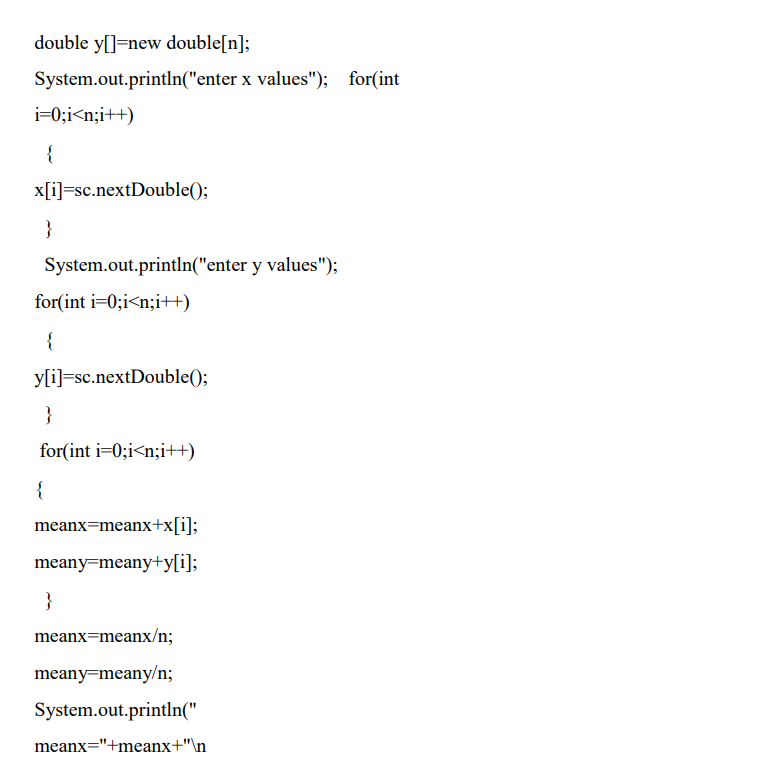 double y[]=new double[n];
System.out.println("enter x values"); for(int
i=0;i<n;i++)
{
x[i]=sc.nextDouble();
}
System.out.println("enter y values");
for(int i=0;i<n;i++)
{
y[i]=sc.nextDouble();
}
for(int i=0;i<n;i++)
{
meanx=meanx+x[i];
meany=meany+y[i];
}
meanx=meanx/n;
meany=meany/n;
System.out.println("
meanx="+meanx+"\n